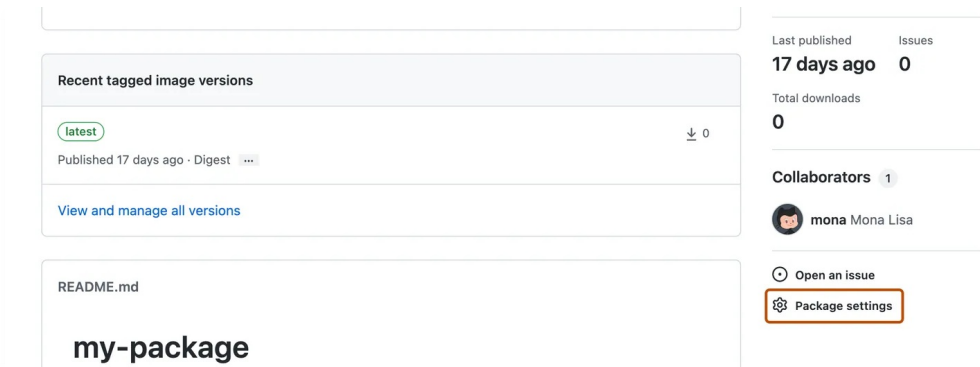 Recent tagged image versions
latest
0
Published 17 days ago · Digest ...
View and manage all versions
README.md
my-package
Last published Issues
17 days ago 0
Total downloads
0
Collaborators 1
mona Mona Lisa
Open an issue
Package settings